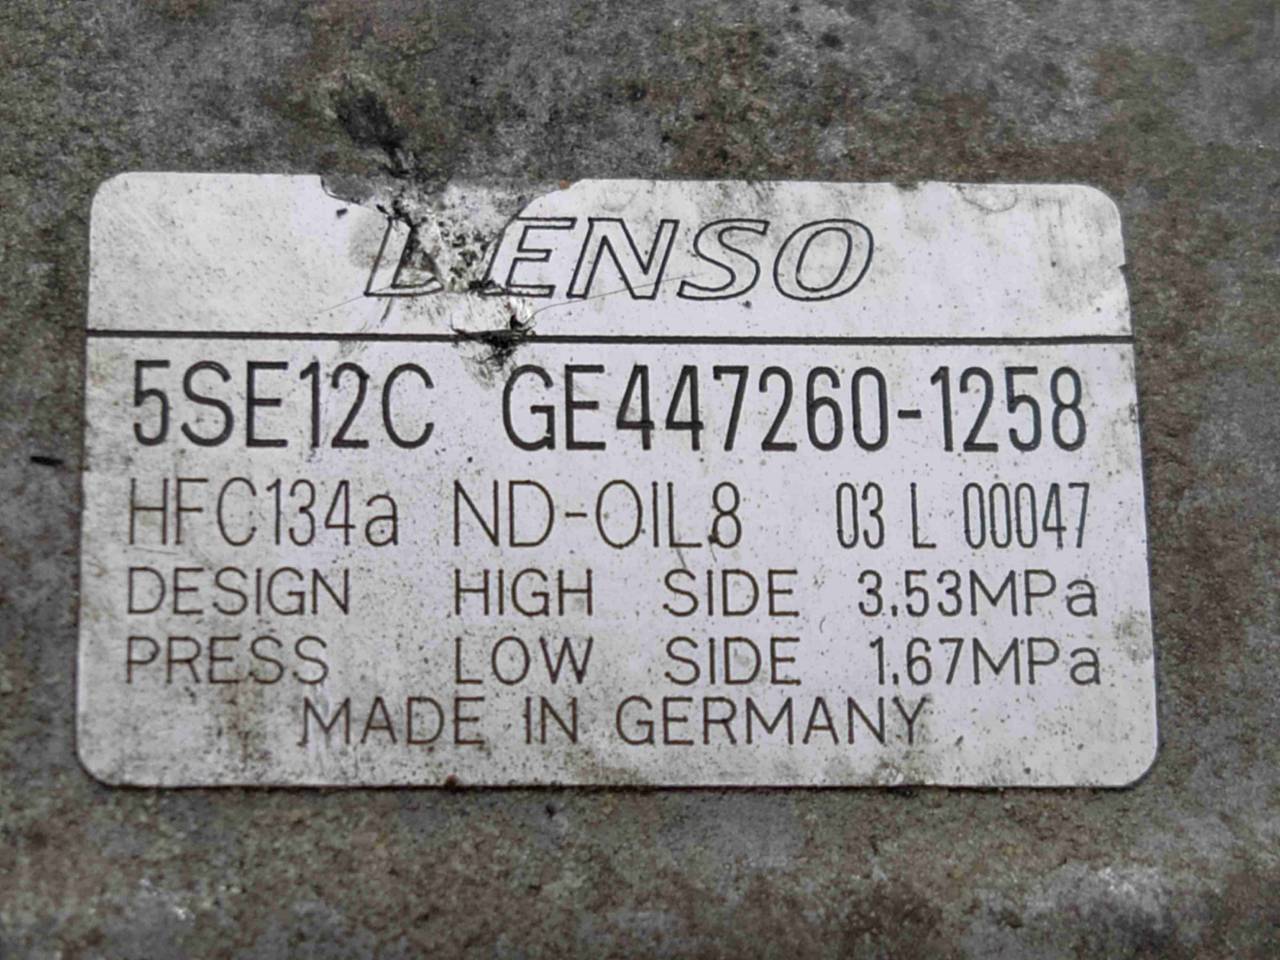 DENSO
5SE12C GE447260-1258
HFC134a ND-OIL8 03 L 00047
DESIGN HIGH SIDE 3.53MPa
PRESS LOW SIDE 1.67MPa
MADE IN GERMANY